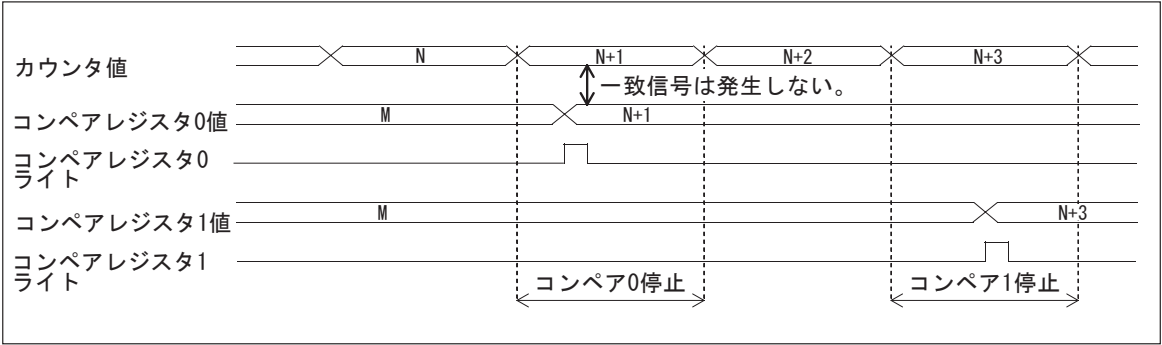 カウンタ値 N N+1 N+2 N+3
一致信号は発生しない。
コンペアレジスタ0値 M N+1
コンペアレジスタ0
ライト
コンペアレジスタ1値 M N+3
コンペアレジスタ1
ライト
コンペア0停止 コンペア1停止